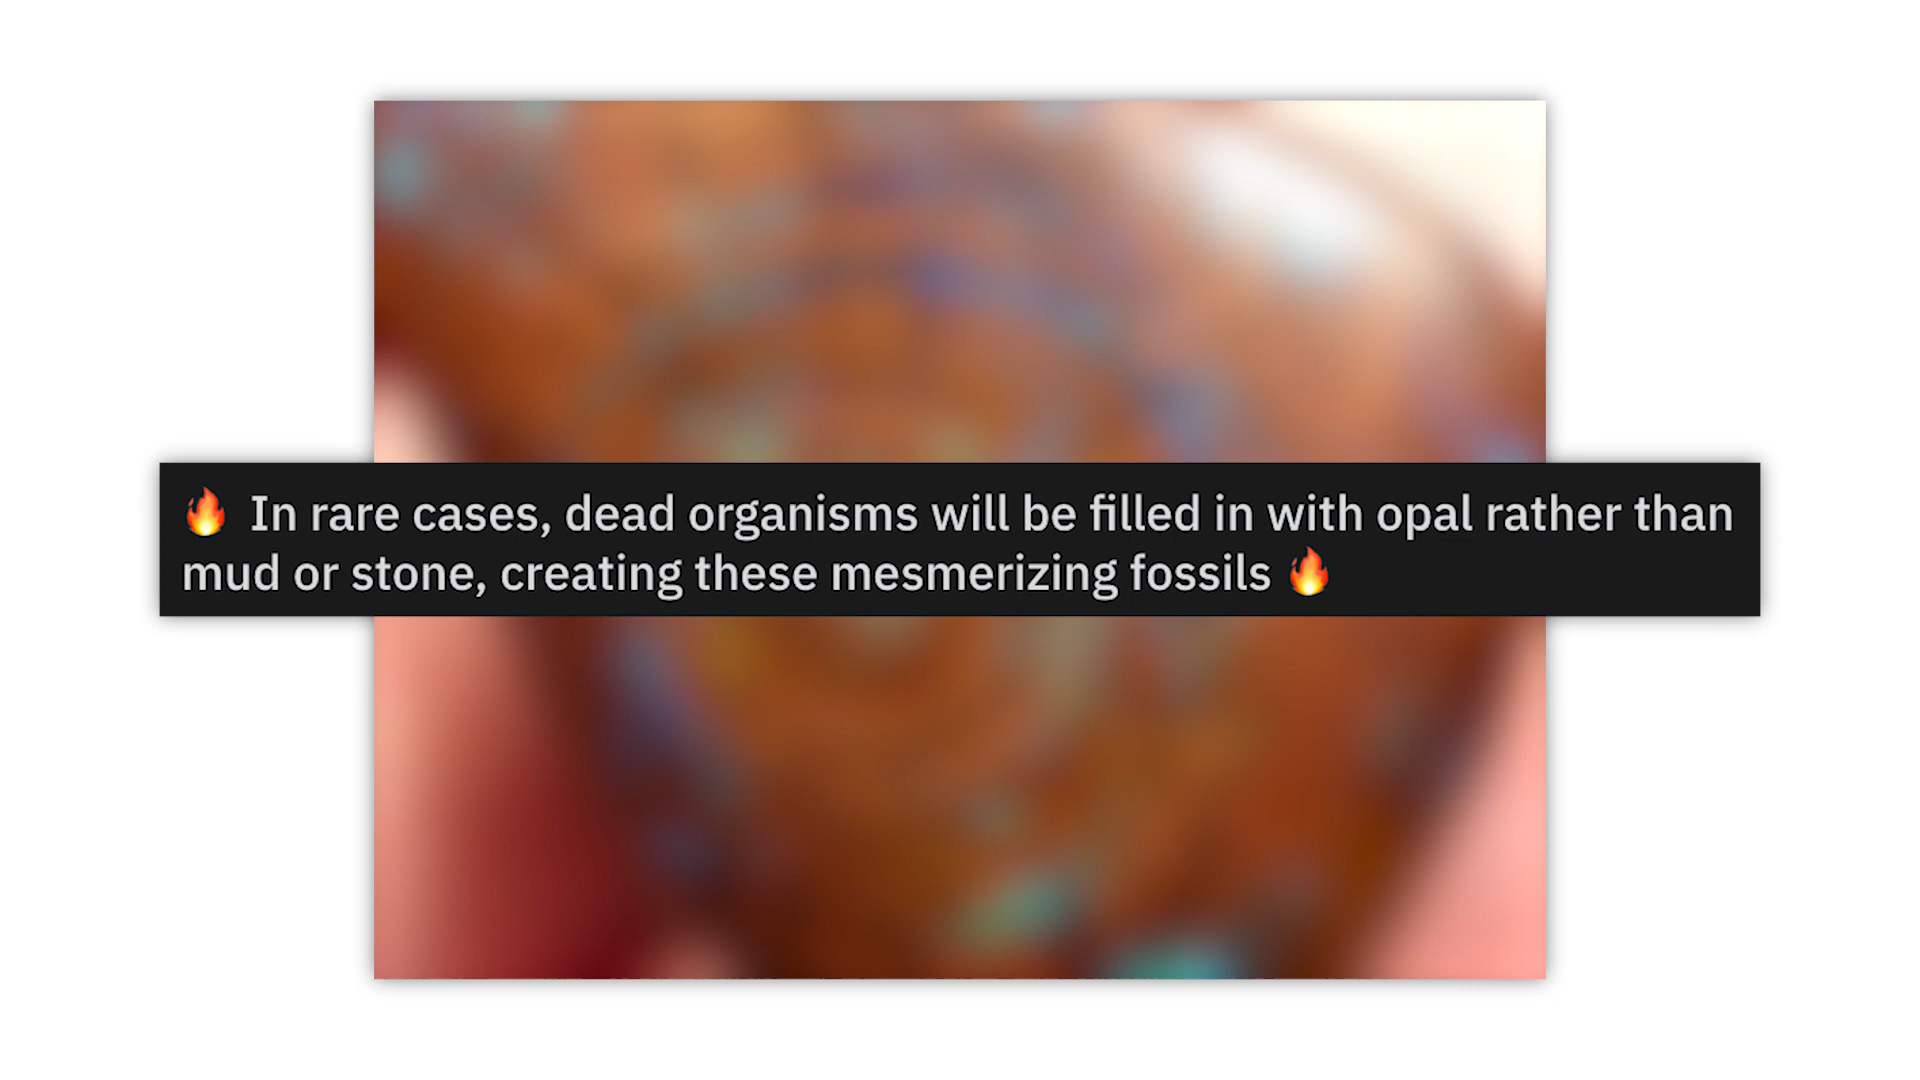 🔥 In rare cases, dead organisms will be filled in with opal rather than
mud or stone, creating these mesmerizing fossils 🔥